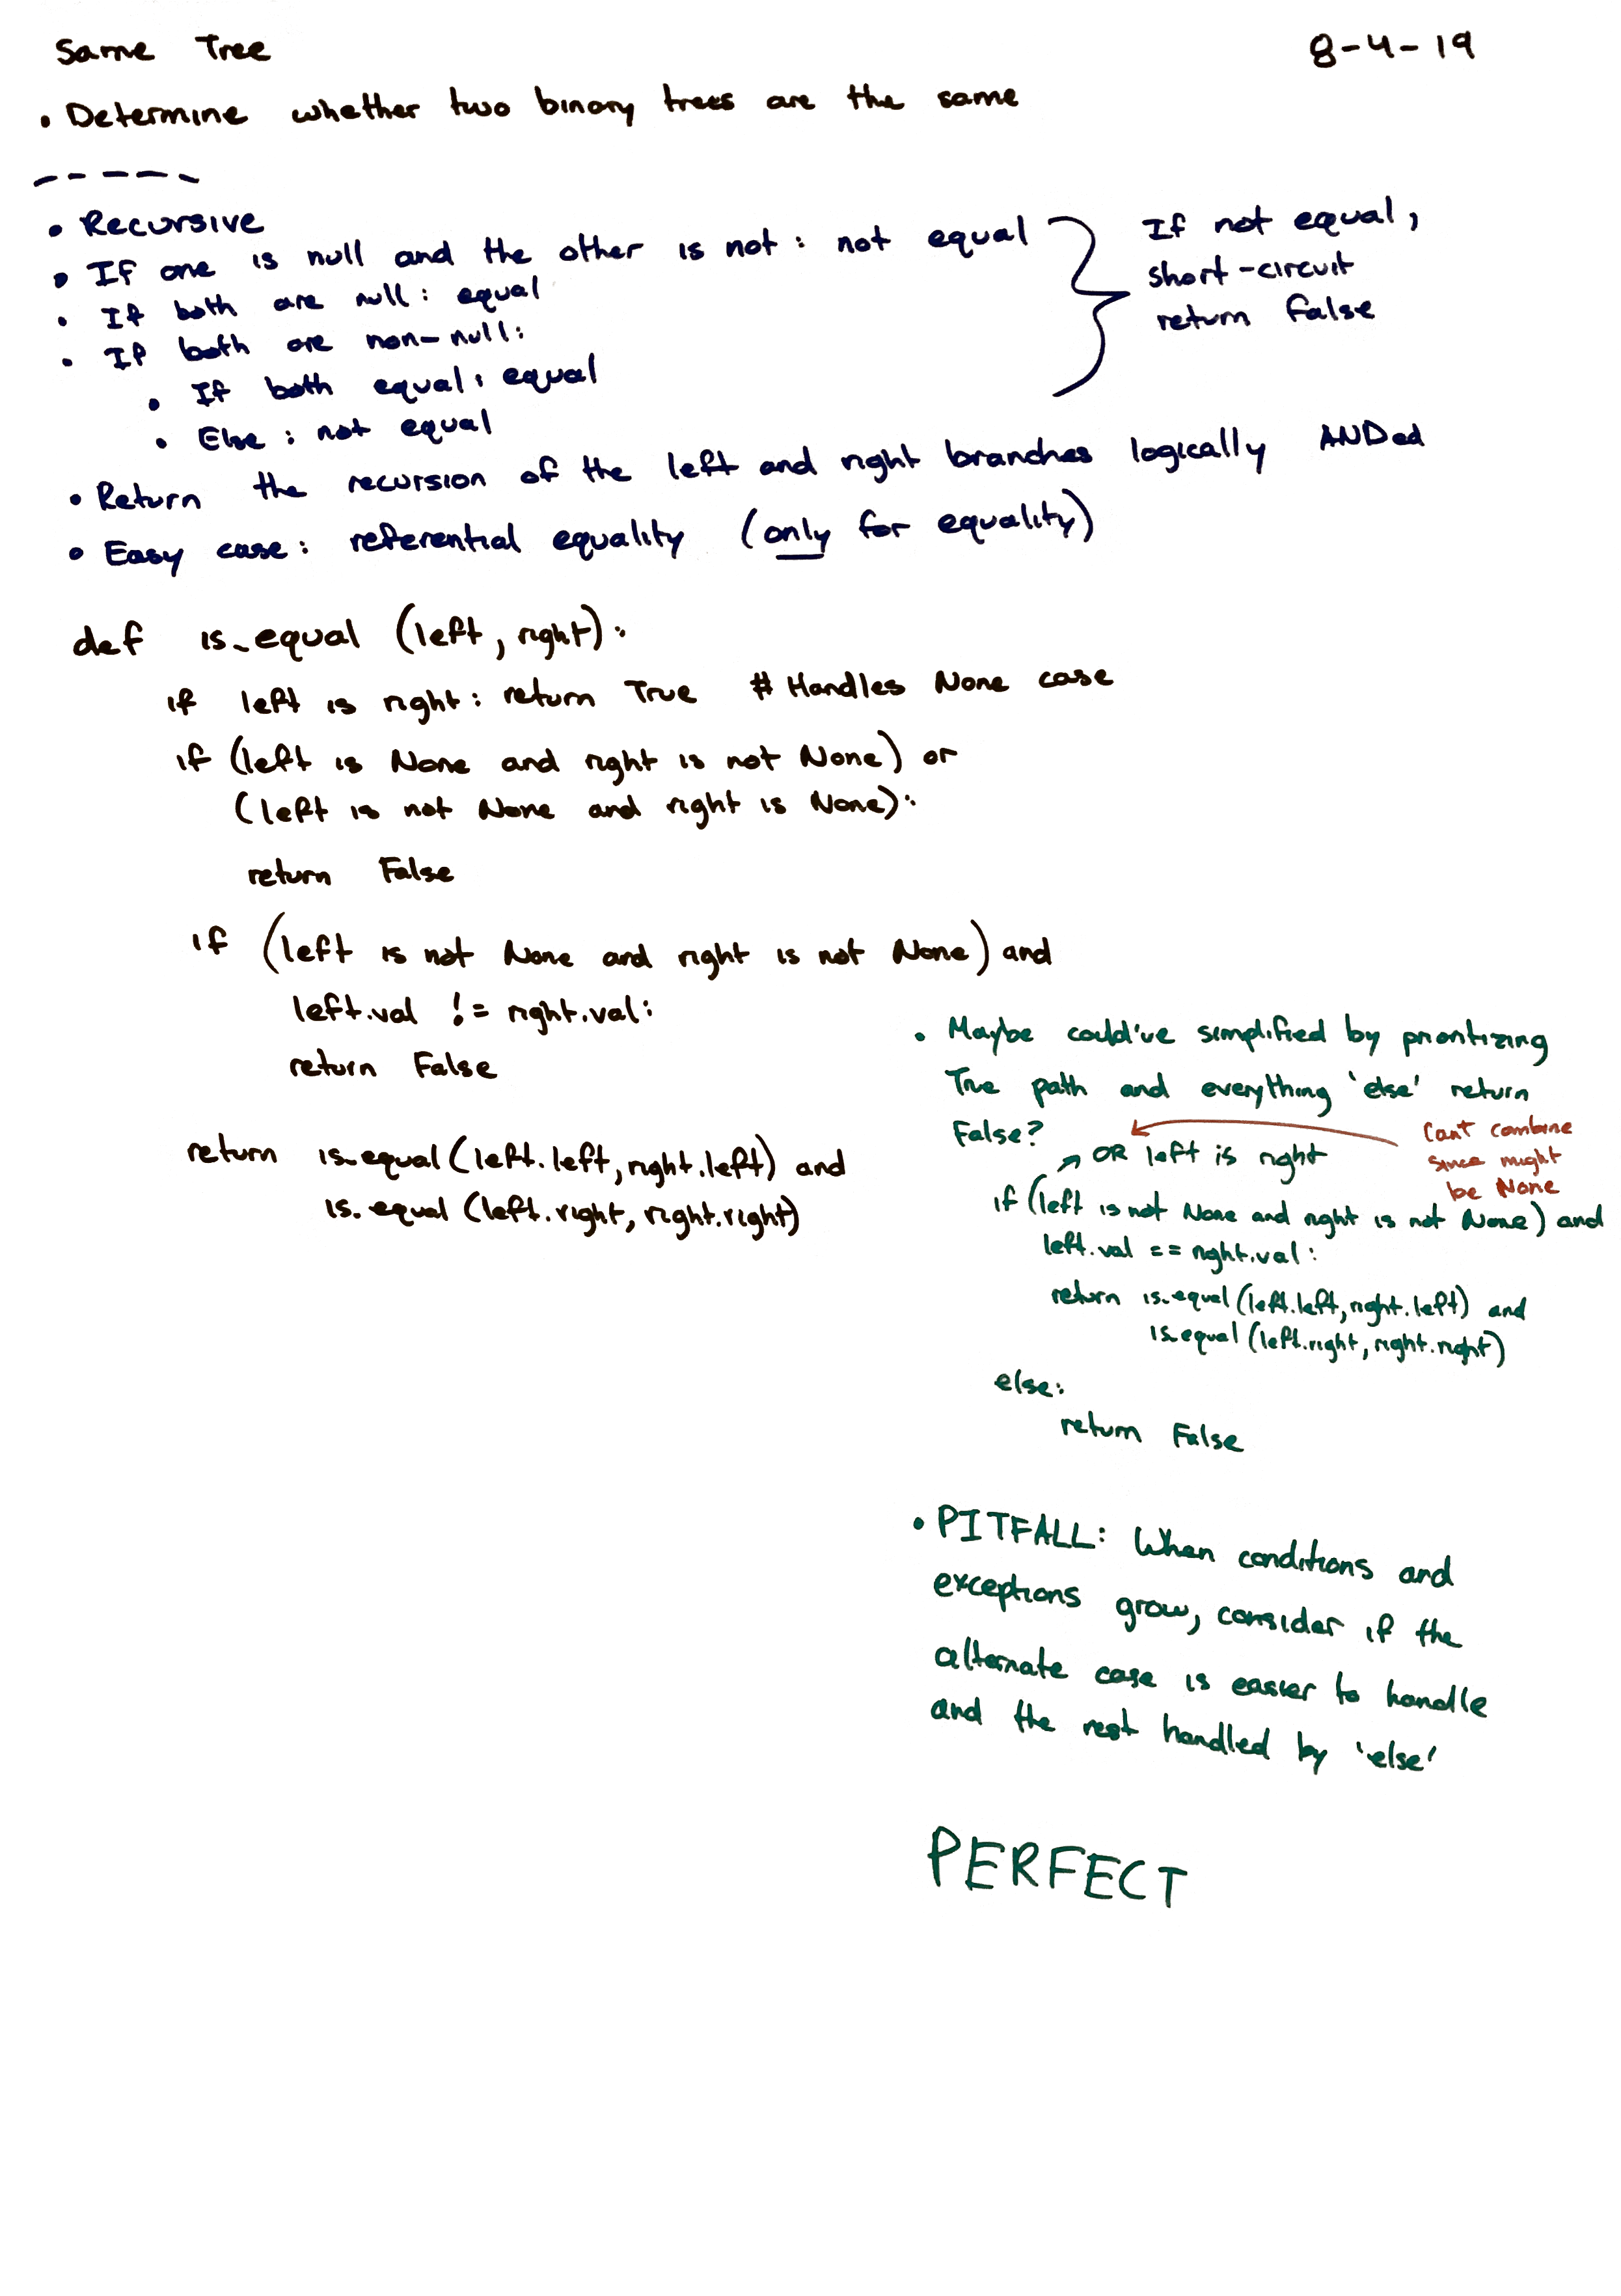 Same Tree
8-4-19
• Determine whether two binary trees are the same
-----
• Recursive
• If one is null and the other is not: not equal
• If both are null: equal
• If both are non-null:
• If both equal: equal
• Else: not equal
If not equal,
short-circuit
return False
• Return the recursion of the left and right branches logically ANDed
• Easy case: referential equality (only for equality)
def is_equal (left, right):
if left is right: return True # Handles None case
if (left is None and right is not None) or
(left is not None and right is None):
return False
if (left is not None and right is not None) and
left.val != right.val:
return False
return is_equal(left.left, right.left) and
is_equal (left.right, right.right)
• Maybe could've simplified by prioritizing
True path and everything 'else' return
False?
OR left is right
Can't combine
since might
be None
if (left is not None and right is not None) and
left.val == right.val:
return is_equal(left.left, right.left) and
is_equal (left.right, right.right)
else:
return False
• PITFALL: When conditions and
exceptions grow, consider if the
alternate case is easier to handle
and the rest handled by 'else'
PERFECT